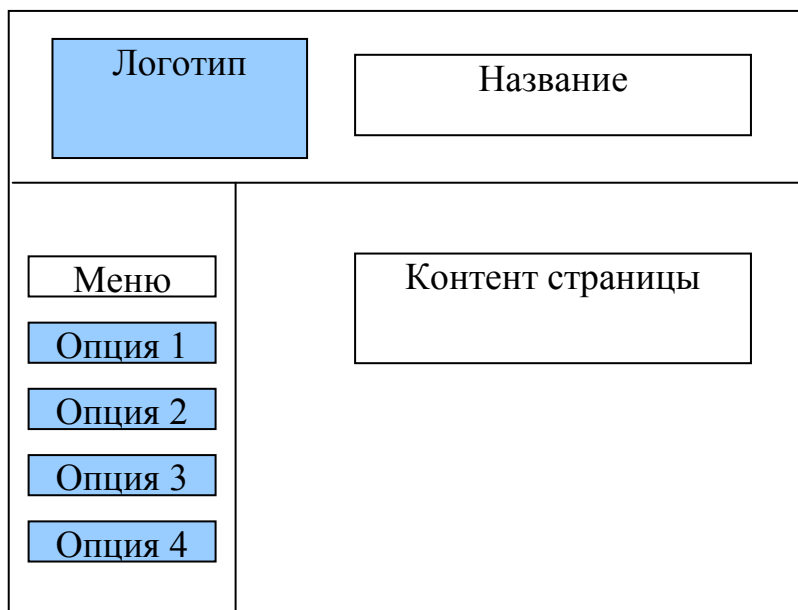 Логотип
Название
Меню
Опция 1
Опция 2
Опция 3
Опция 4
Контент страницы